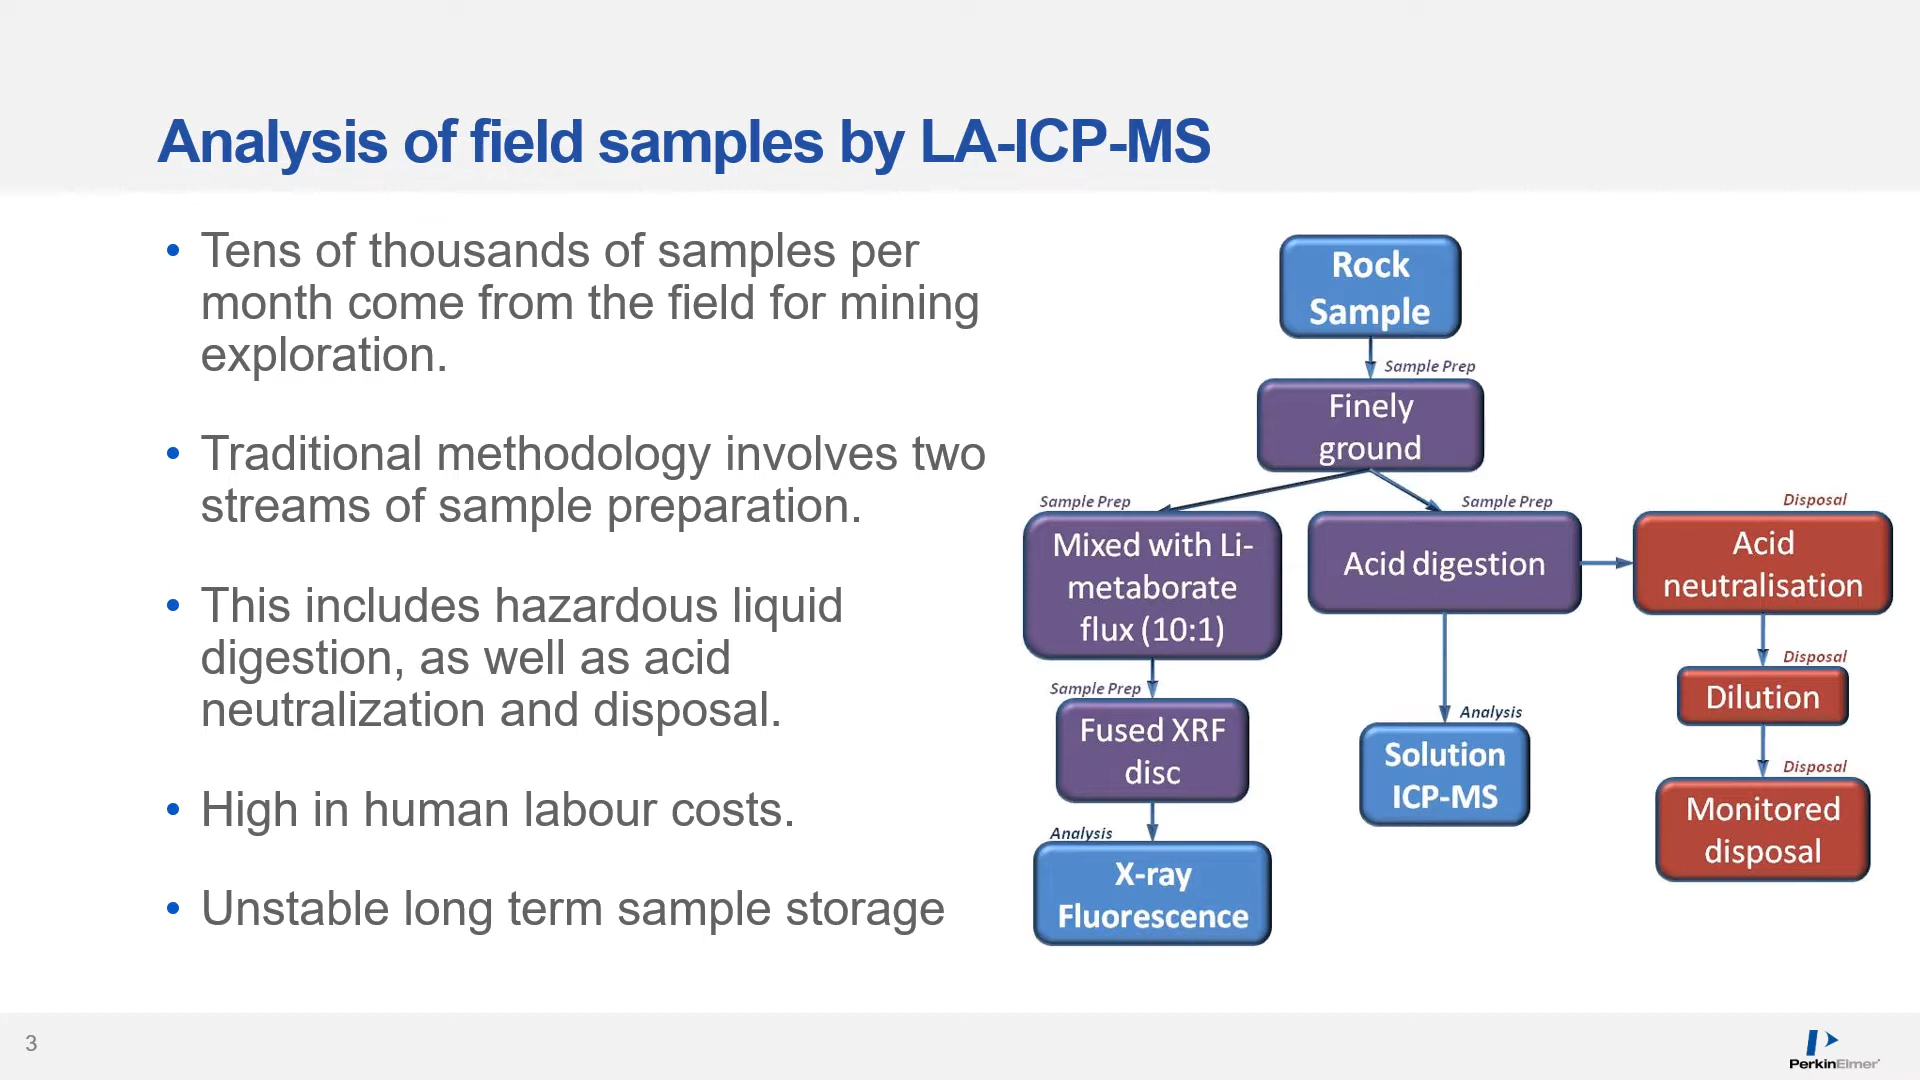 Analysis of field samples by LA-ICP-MS
• Tens of thousands of samples per
month come from the field for mining
exploration.
• Traditional methodology involves two
streams of sample preparation.
• This includes hazardous liquid
digestion, as well as acid
neutralization and disposal.
• High in human labour costs.
• Unstable long term sample storage
Rock
Sample
Sample Prep
Finely
ground
Sample Prep
Mixed with Li-
metaborate
flux (10:1)
Sample Prep
Fused XRF
disc
Analysis
X-ray
Fluorescence
Sample Prep
Acid digestion
Analysis
Solution
ICP-MS
Disposal
Acid
neutralisation
Disposal
Dilution
Disposal
Monitored
disposal
3
PerkinElmer